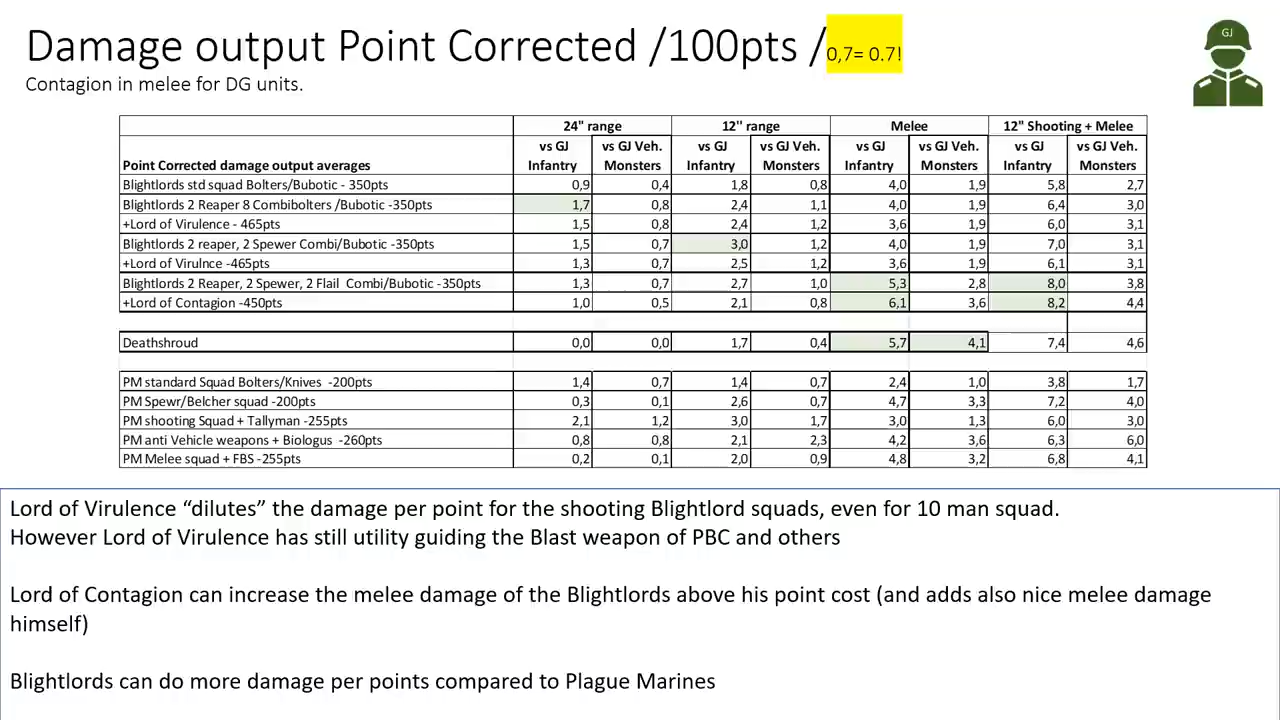 Damage output Point Corrected /100pts /0,7= 0.7!
GJ
Contagion in melee for DG units.
24" range 12'' range Melee 12" Shooting + Melee
vs GJ vs GJ Veh. vs GJ vs GJ Veh. vs GJ vs GJ Veh. vs GJ vs GJ Veh.
Point Corrected damage output averages Infantry Monsters Infantry Monsters Infantry Monsters Infantry Monsters
Blightlords std squad Bolters/Bubotic - 350pts 0,9 0,4 1,8 0,8 4,0 1,9 5,8 2,7
Blightlords 2 Reaper 8 Combibolters /Bubotic -350pts 1,7 0,8 2,4 1,1 4,0 1,9 6,4 3,0
+Lord of Virulence - 465pts 1,5 0,8 2,4 1,2 3,6 1,9 6,0 3,1
Blightlords 2 reaper, 2 Spewer Combi/Bubotic -350pts 1,5 0,7 3,0 1,2 4,0 1,9 7,0 3,1
+Lord of Virulnce -465pts 1,3 0,7 2,5 1,2 3,6 1,9 6,1 3,1
Blightlords 2 Reaper, 2 Spewer, 2 Flail Combi/Bubotic -350pts 1,3 0,7 2,7 1,0 5,3 2,8 8,0 3,8
+Lord of Contagion -450pts 1,0 0,5 2,1 0,8 6,1 3,6 8,2 4,4
Deathshroud 0,0 0,0 1,7 0,4 5,7 4,1 7,4 4,6
PM standard Squad Bolters/Knives -200pts 1,4 0,7 1,4 0,7 2,4 1,0 3,8 1,7
PM Spewr/Belcher squad -200pts 0,3 0,1 2,6 0,7 4,7 3,3 7,2 4,0
PM shooting Squad + Tallyman -255pts 2,1 1,2 3,0 1,7 3,0 1,3 6,0 3,0
PM anti Vehicle weapons + Biologus -260pts 0,8 0,8 2,1 2,3 4,2 3,6 6,3 6,0
PM Melee squad + FBS -255pts 0,2 0,1 2,0 0,9 4,8 3,2 6,8 4,1
Lord of Virulence “dilutes” the damage per point for the shooting Blightlord squads, even for 10 man squad.
However Lord of Virulence has still utility guiding the Blast weapon of PBC and others
Lord of Contagion can increase the melee damage of the Blightlords above his point cost (and adds also nice melee damage
himself)
Blightlords can do more damage per points compared to Plague Marines